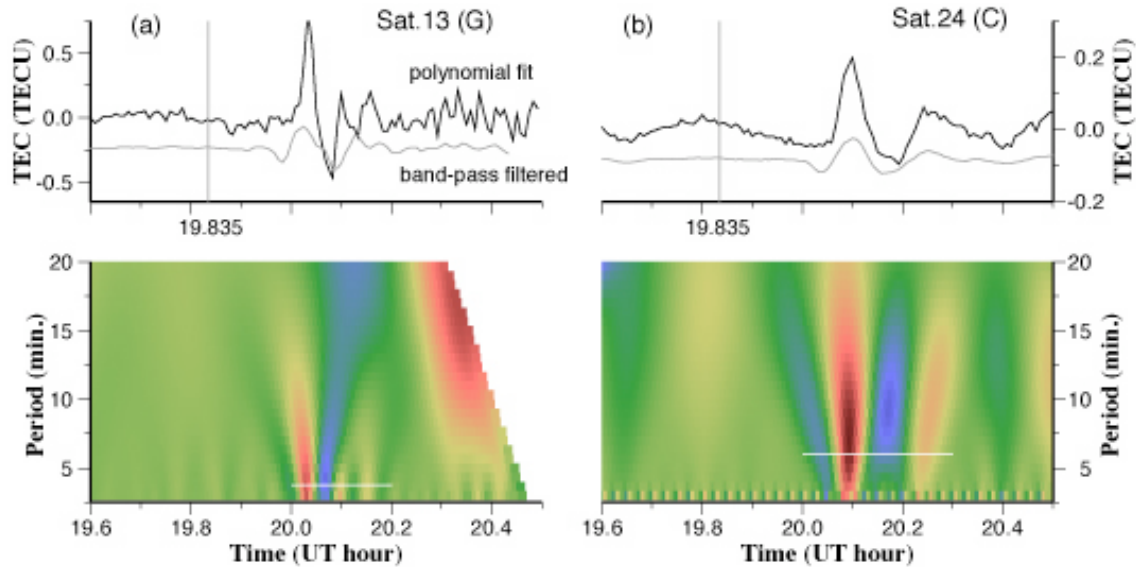 (a)
Sat.13 (G)
TEC (TECU)
0.5
0.0
-0.5
polynomial fit
band-pass filtered
19.835
(b)
Sat.24 (C)
0.2
0.0
-0.2
TEC (TECU)
19.835
Period (min.)
20
15
10
5
19.6
19.8
20.0
20.2
20.4
Time (UT hour)
20
15
10
5
Period (min.)
19.6
19.8
20.0
20.2
20.4
Time (UT hour)